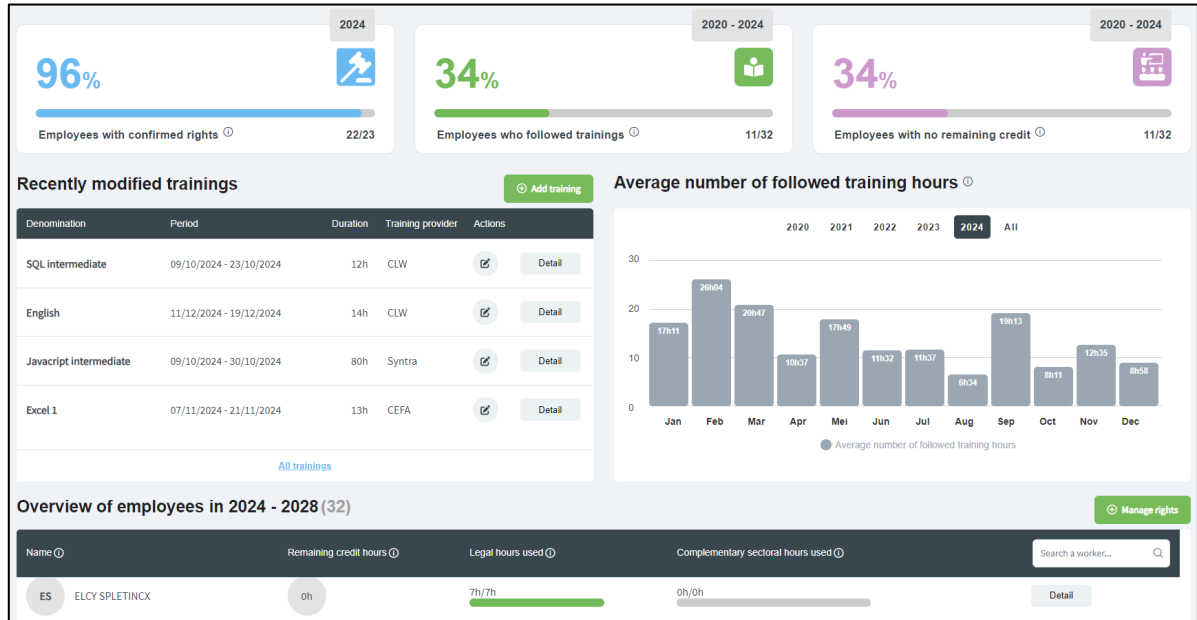 2024
96%
Employees with confirmed rights
22/23
2020 - 2024
34%
Employees who followed trainings
11/32
2020 - 2024
34%
Employees with no remaining credit
11/32
Recently modified trainings
Add training
Denomination Period Duration Training provider Actions
SQL intermediate 09/10/2024 - 23/10/2024 12h CLW Detail
English 11/12/2024 - 19/12/2024 14h CLW Detail
Javacript intermediate 09/10/2024 - 30/10/2024 80h Syntra Detail
Excel 1 07/11/2024 - 21/11/2024 13h CEFA Detail
All trainings
Average number of followed training hours
2020 2021 2022 2023 2024 All
30
20
10
0
17h11 26h04 20h47 10h37 17h49 11h32 11h37 6h34 19h13 8h11 12h35 8h58
Jan Feb Mar Apr Mei Jun Jul Aug Sep Oct Nov Dec
Average number of followed training hours
Overview of employees in 2024 - 2028 (32)
Manage rights
Name Remaining credit hours Legal hours used Complementary sectoral hours used Search a worker...
ES ELCY SPLETINCX 0h 7h/7h 0h/0h Detail